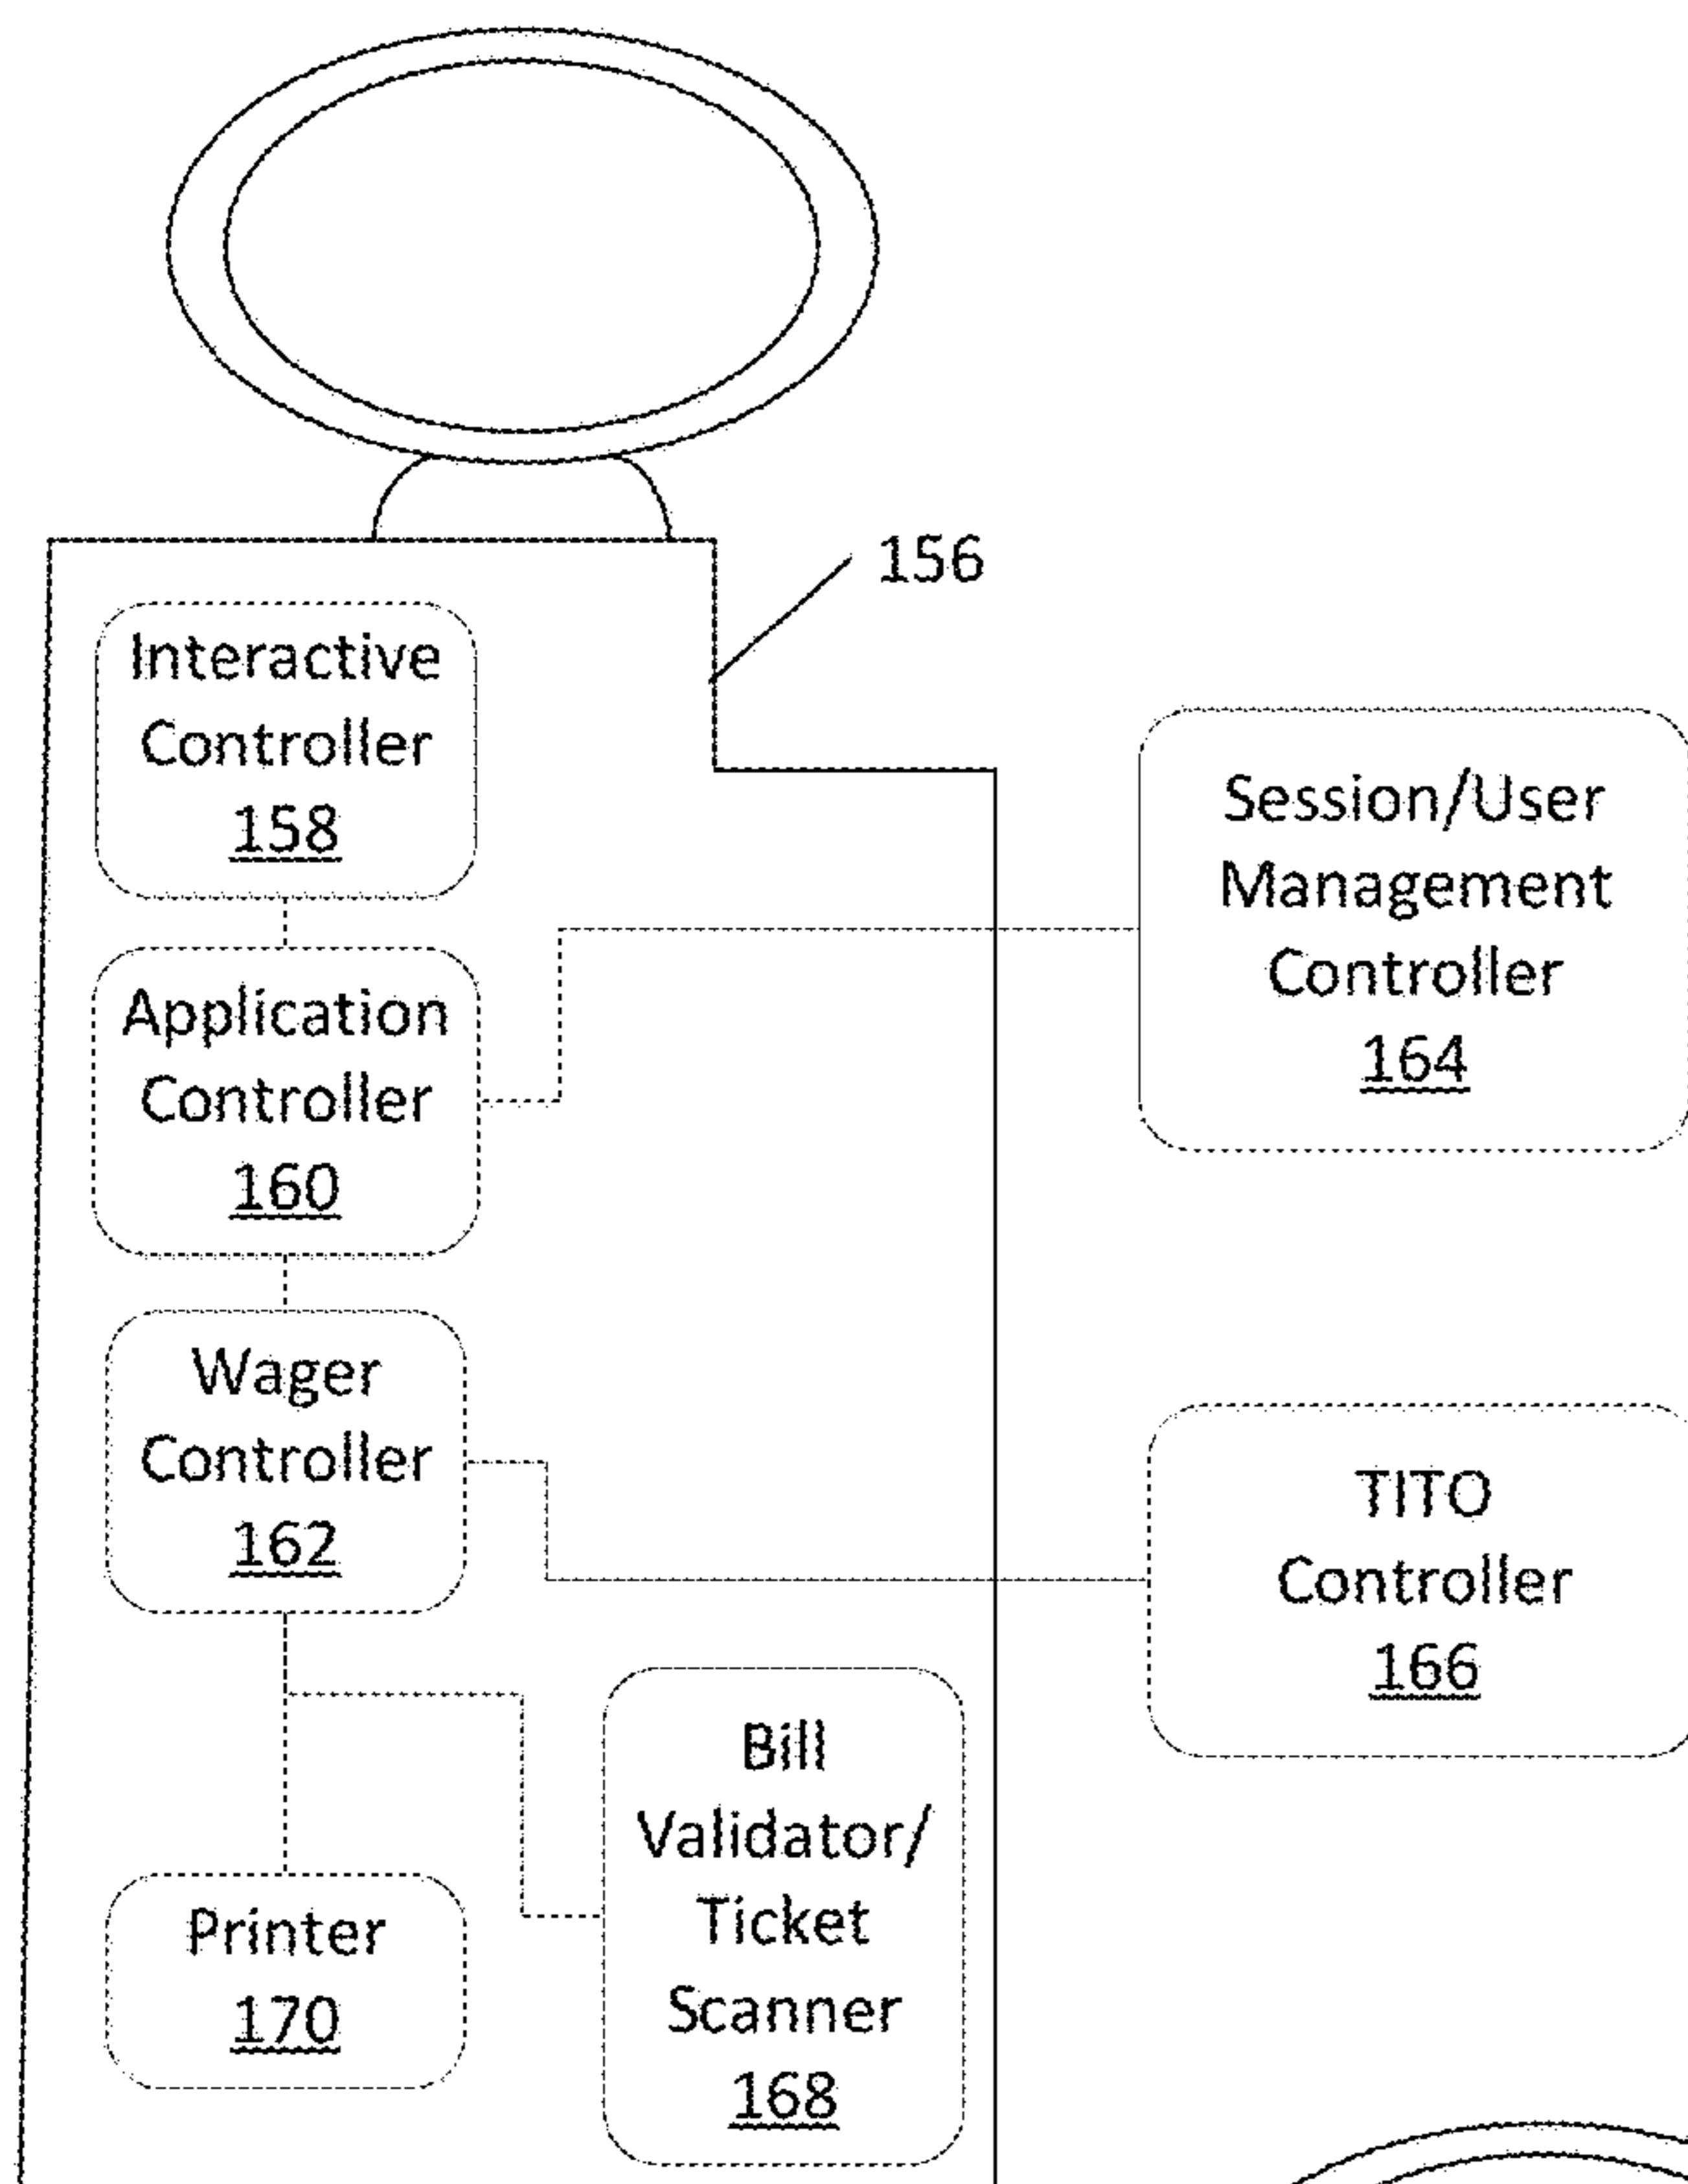 156
Interactive
Controller
158
Session/User
Management
Controller
164
Application
Controller
160
Wager
Controller
162
TITO
Controller
166
Bill
Validator/
Ticket
Scanner
168
Printer
170